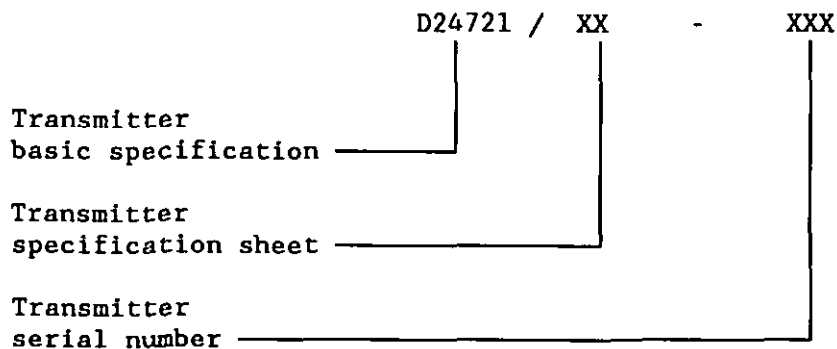 D24721 / XX - XXX
Transmitter
basic specification
Transmitter
specification sheet
Transmitter
serial number